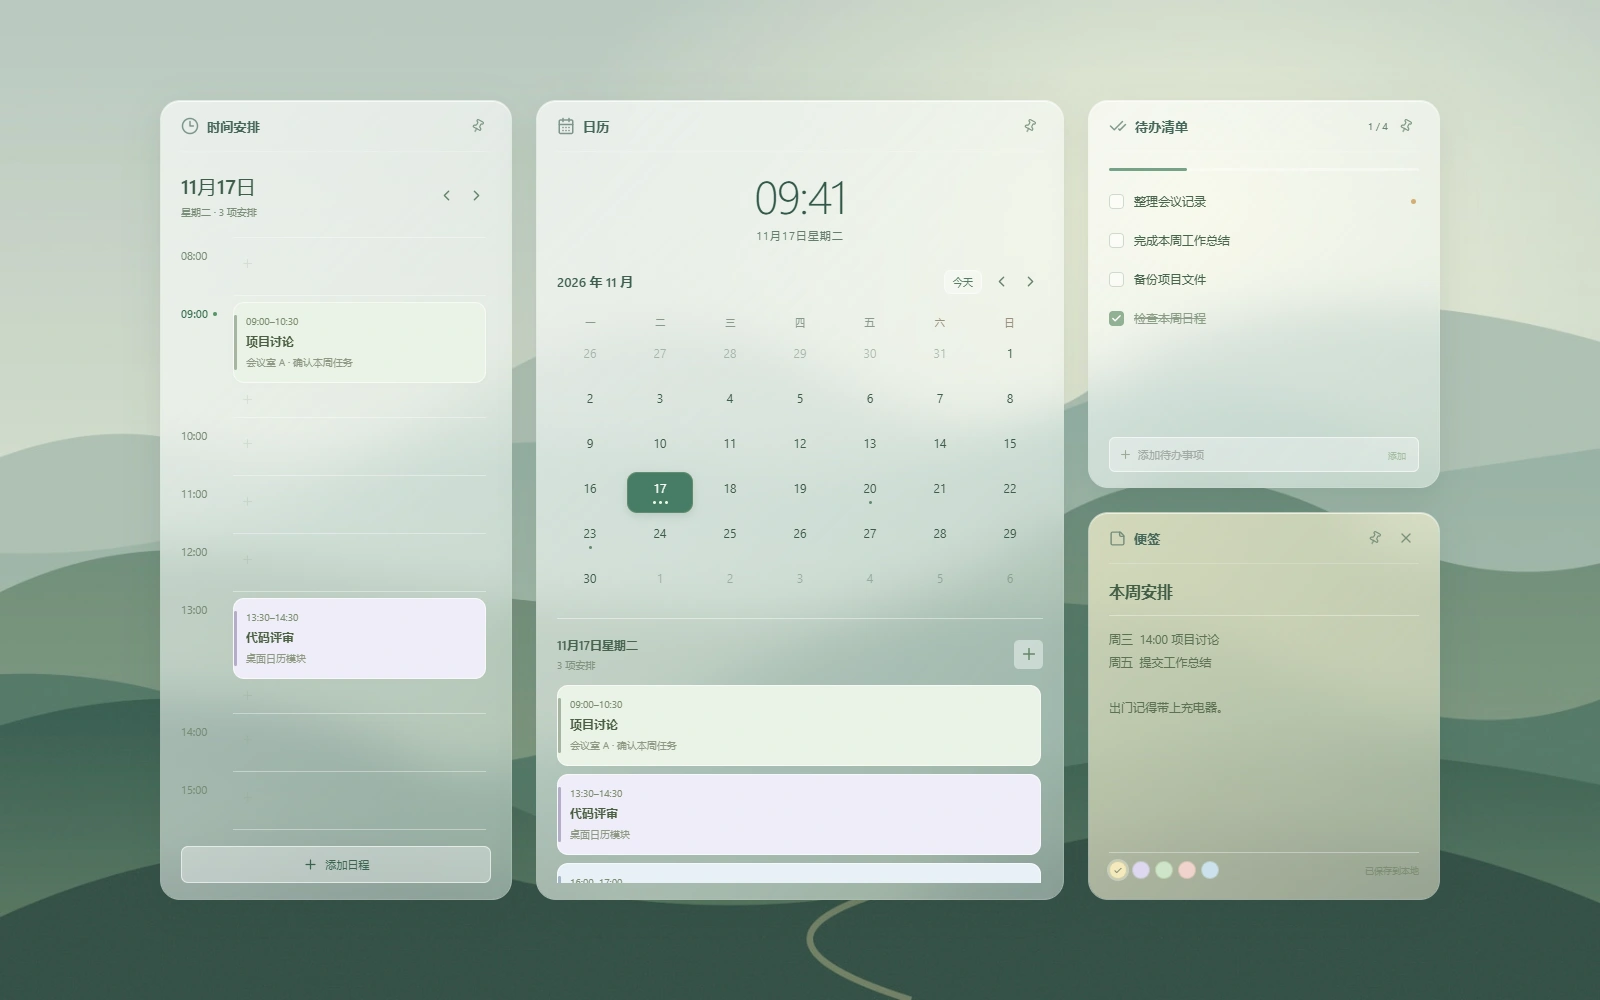 时间安排
11月17日
星期二 · 3 项安排
08:00
09:00
09:00–10:30
项目讨论
会议室 A · 确认本周任务
10:00
11:00
12:00
13:00
13:30–14:30
代码评审
桌面日历模块
14:00
15:00
添加日程
日历
09:41
11月17日星期二
2026 年 11 月
今天
一 二 三 四 五 六 日
26 27 28 29 30 31 1
2 3 4 5 6 7 8
9 10 11 12 13 14 15
16 17 18 19 20 21 22
23 24 25 26 27 28 29
30 1 2 3 4 5 6
11月17日星期二
3 项安排
09:00–10:30
项目讨论
会议室 A · 确认本周任务
13:30–14:30
代码评审
桌面日历模块
16:00–17:00
待办清单
1 / 4
整理会议记录
完成本周工作总结
备份项目文件
检查本周日程
添加待办事项
添加
便签
本周安排
周三 14:00 项目讨论
周五 提交工作总结
出门记得带上充电器。
已保存到本地